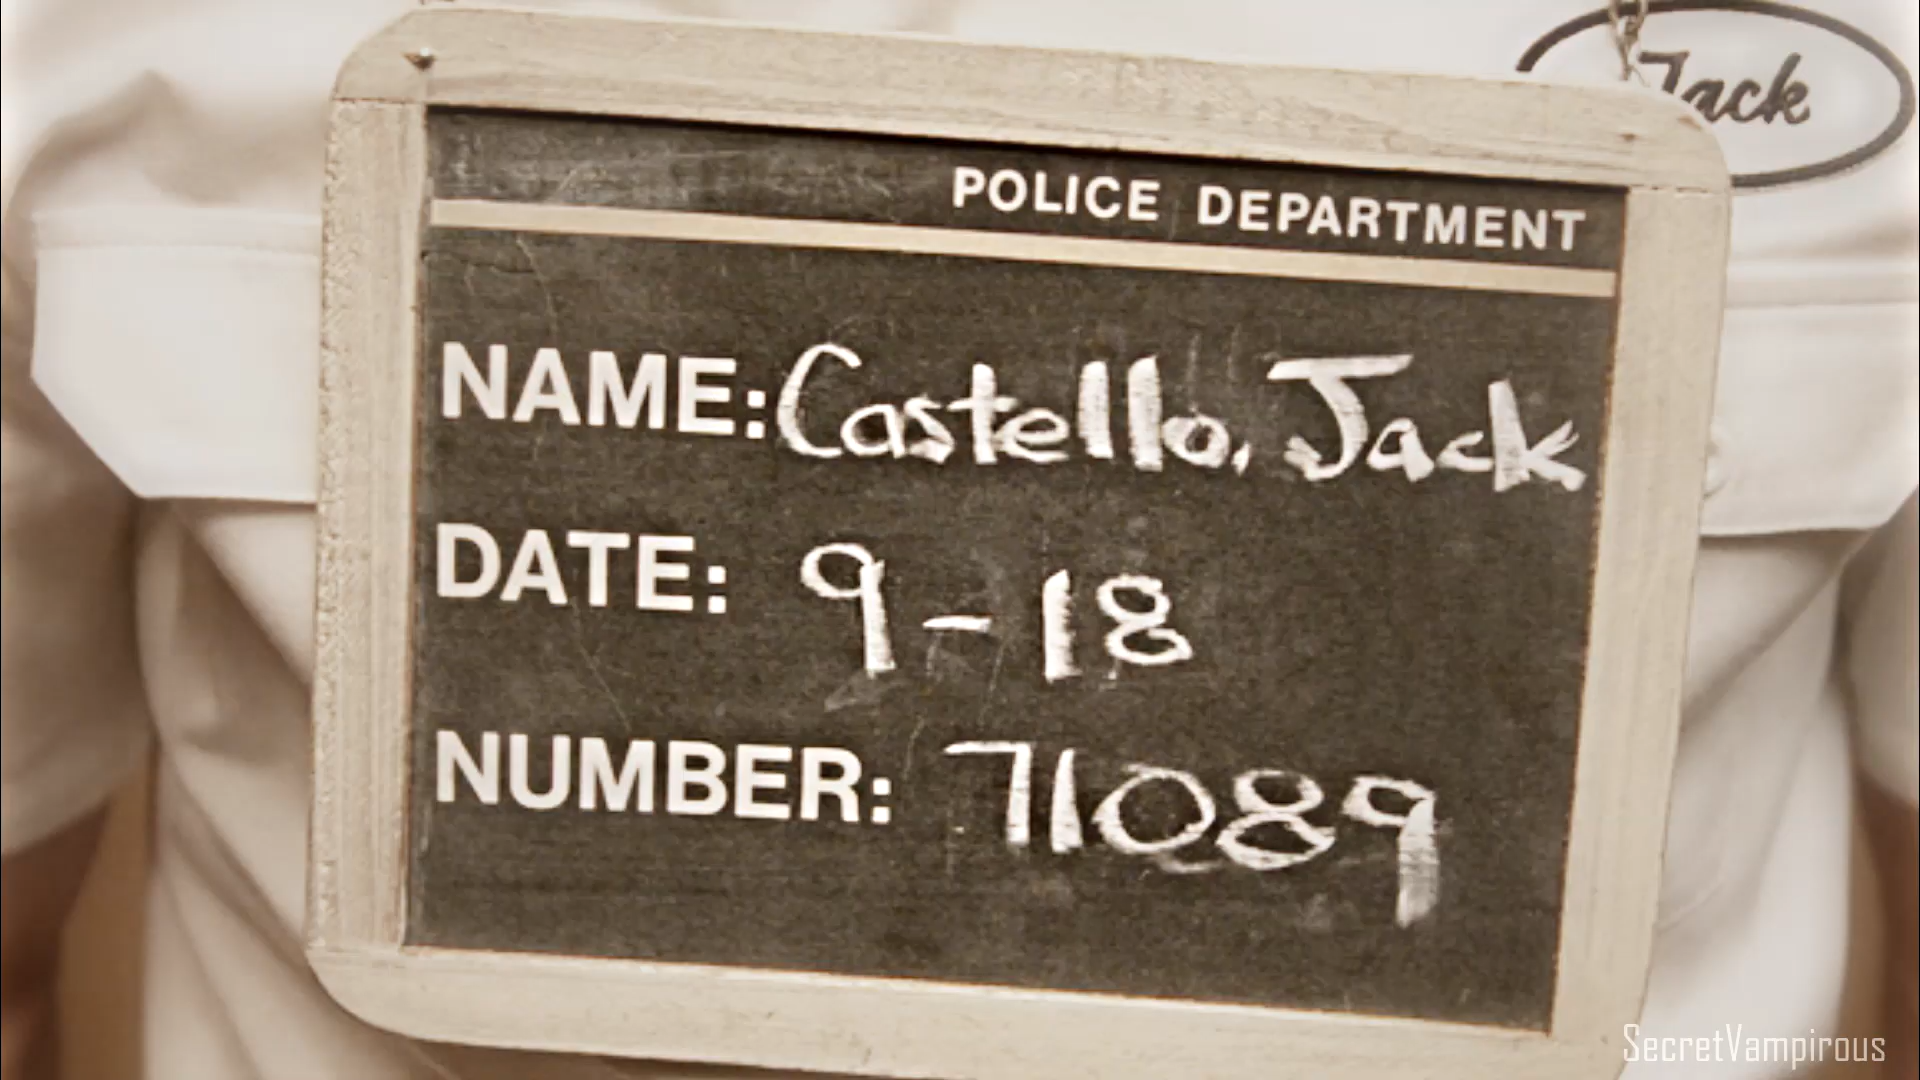 Jack
POLICE DEPARTMENT
NAME: Castello, Jack
DATE: 9-18
NUMBER: 71089
SecretVampirous